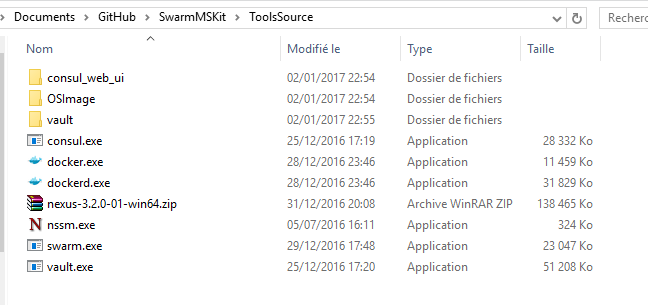 Documents > GitHub > SwarmMSKit > ToolsSource Recherc
Nom Modifié le Type Taille
consul_web_ui 02/01/2017 22:54 Dossier de fichiers
OSImage 02/01/2017 22:54 Dossier de fichiers
vault 02/01/2017 22:55 Dossier de fichiers
consul.exe 25/12/2016 17:19 Application 28 332 Ko
docker.exe 28/12/2016 23:46 Application 11 459 Ko
dockerd.exe 28/12/2016 23:46 Application 31 829 Ko
nexus-3.2.0-01-win64.zip 31/12/2016 20:08 Archive WinRAR ZIP 138 465 Ko
nssm.exe 05/07/2016 16:11 Application 324 Ko
swarm.exe 29/12/2016 17:48 Application 23 047 Ko
vault.exe 25/12/2016 17:20 Application 51 208 Ko